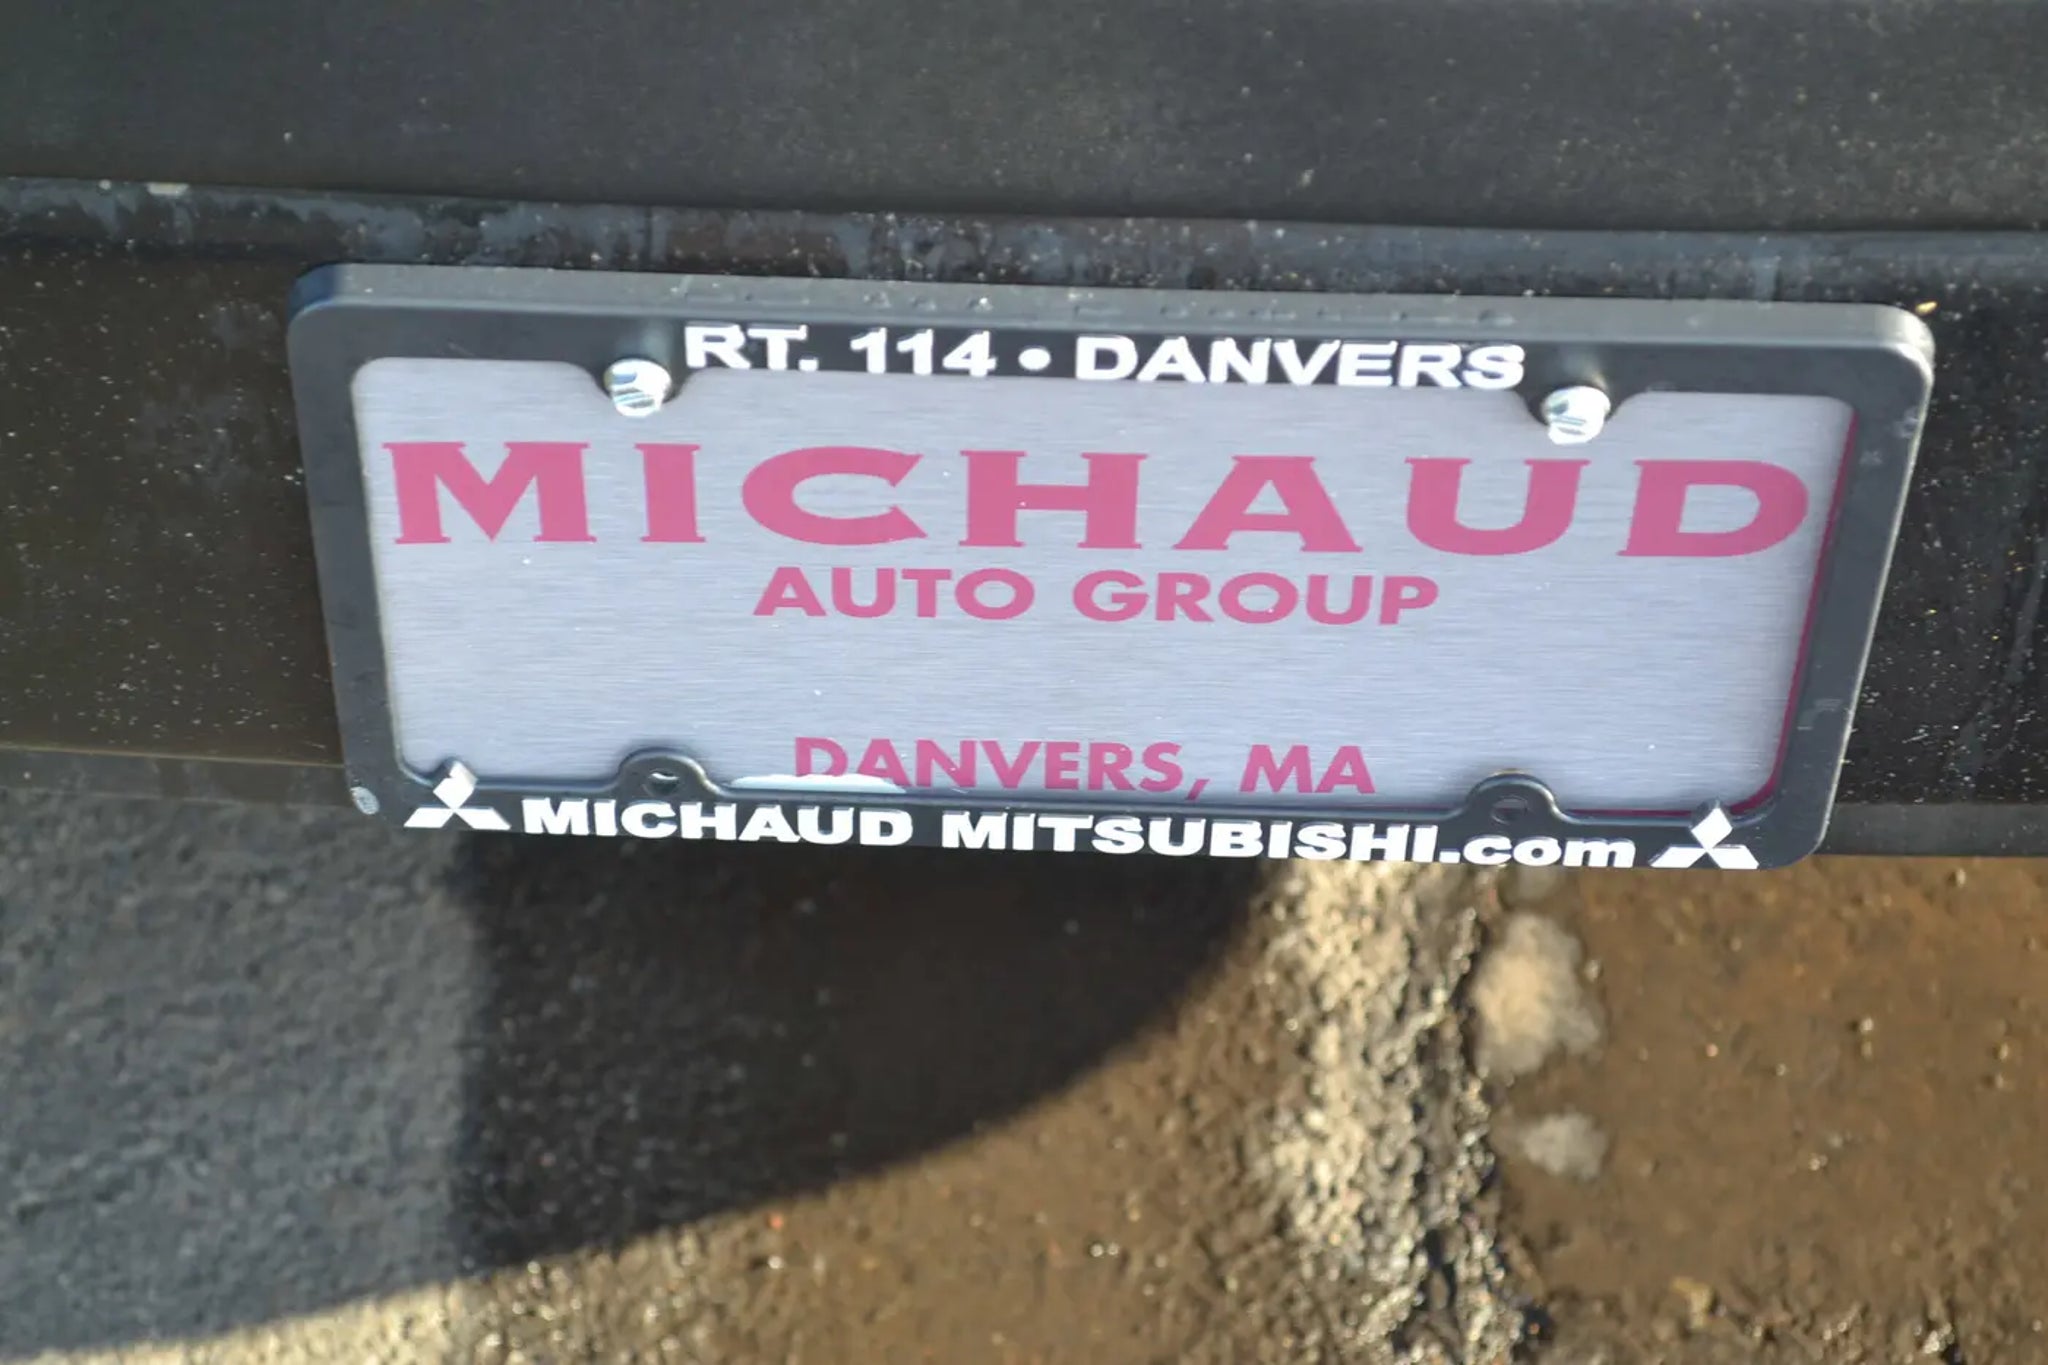 RT. 114 • DANVERS
MICHAUD
AUTO GROUP
DANVERS, MA
MICHAUD MITSUBISHI.com